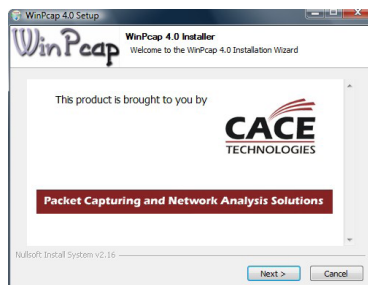 WinPcap 4.0 Setup
WinPcap
WinPcap 4.0 Installer
Welcome to the WinPcap 4.0 Installation Wizard
This product is brought to you by
CACE
TECHNOLOGIES
Packet Capturing and Network Analysis Solutions
Nullsoft Install System v2.16
Next >
Cancel